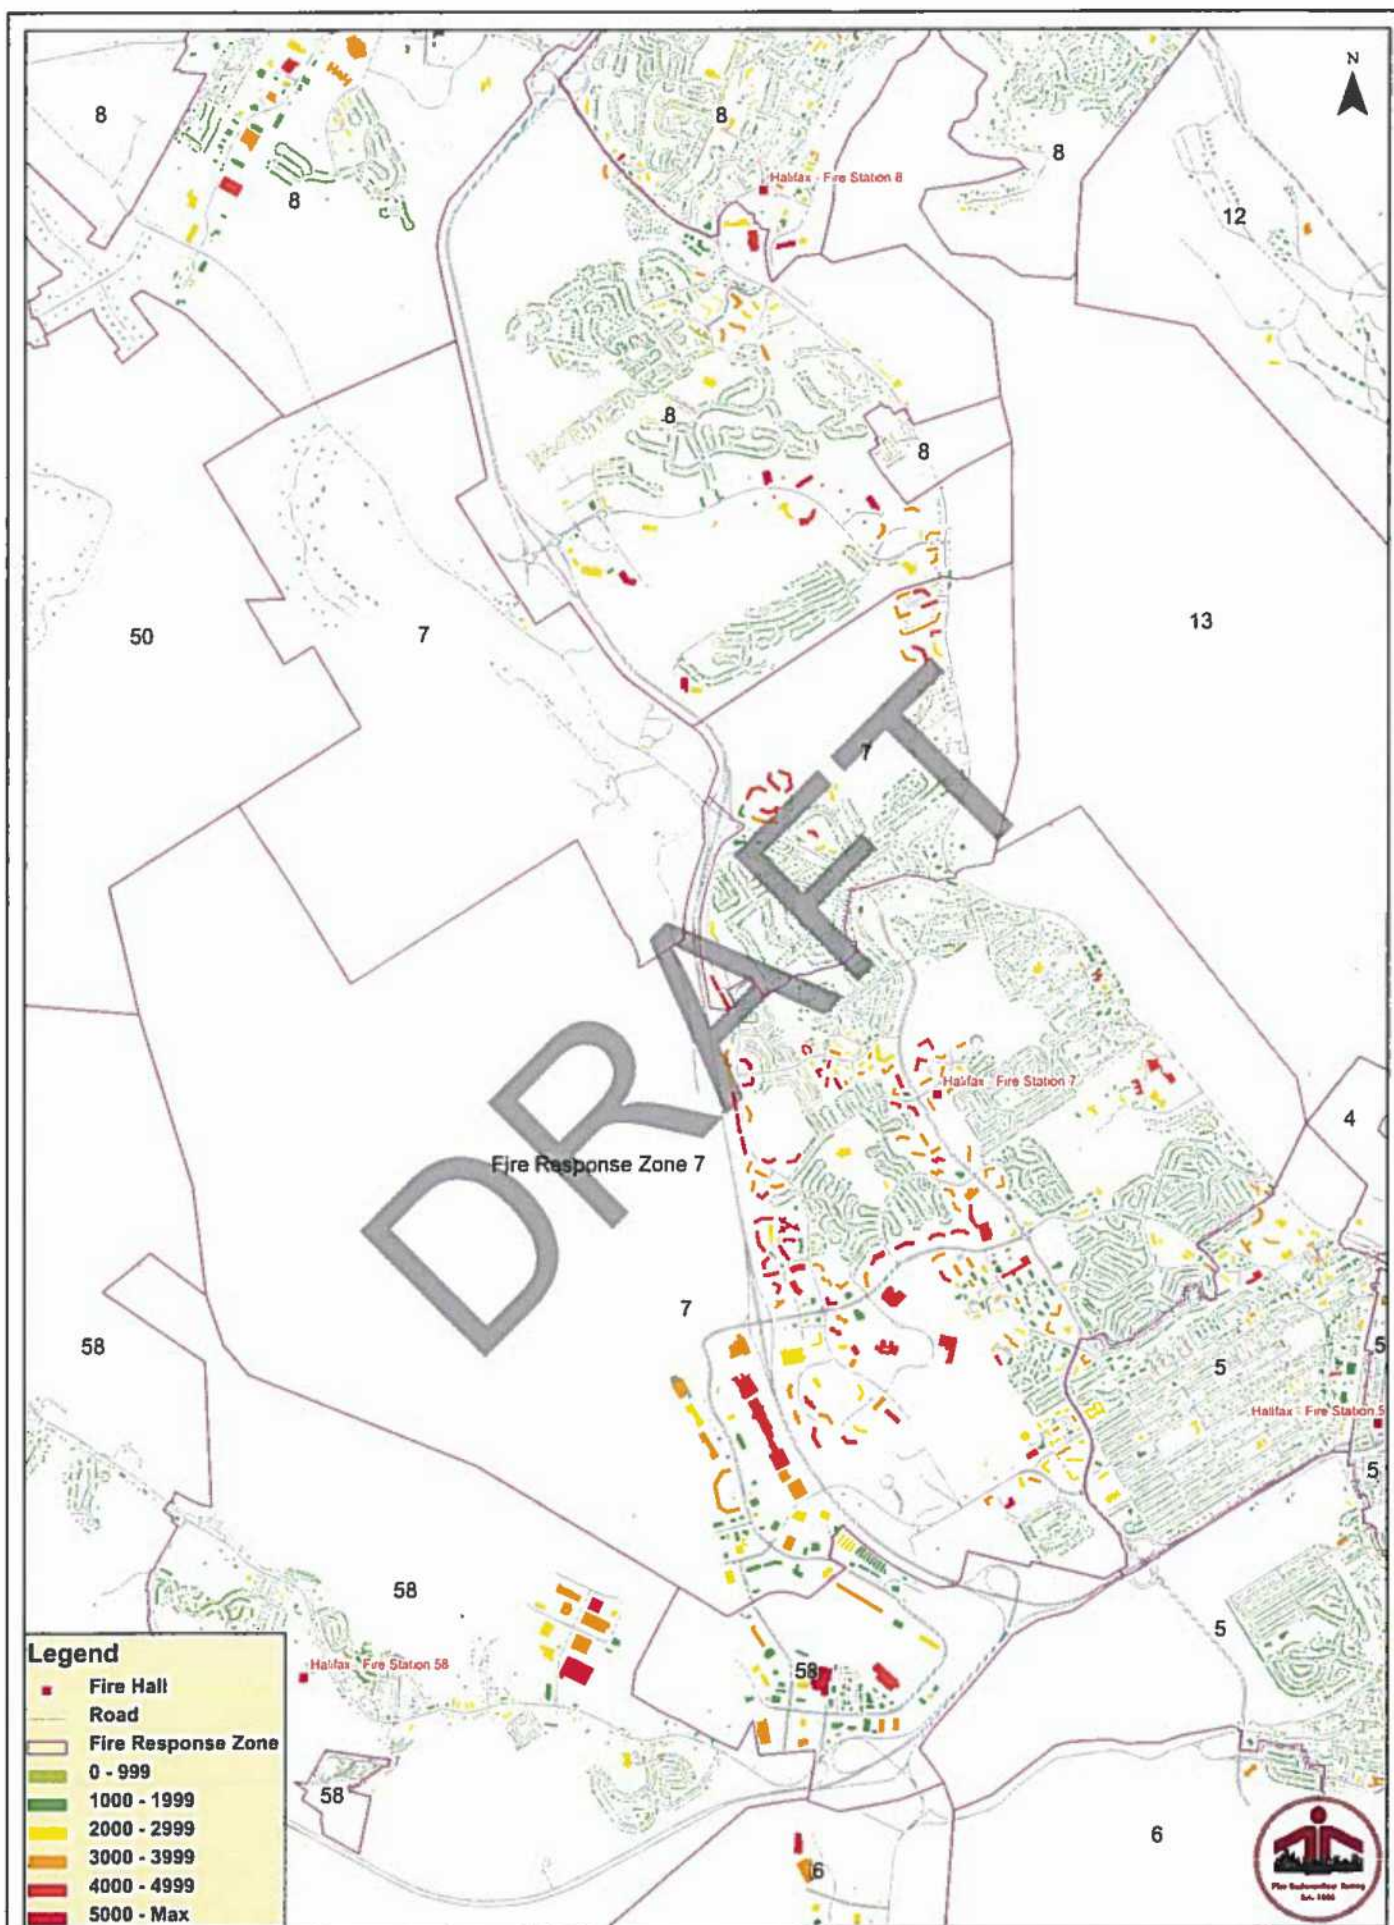 N
8
8
Halifax - Fire Station 8
8
8
12
8
8
50
7
13
7
DRAFT
Halifax - Fire Station 7
4
Fire Response Zone 7
7
58
5
5
Halifax - Fire Station 5
5
58
5
58
Halifax - Fire Station 58
58
6
6
Legend
Fire Hall
Road
Fire Response Zone
0 - 999
1000 - 1999
2000 - 2999
3000 - 3999
4000 - 4999
5000 - Max
Fire Underwriters Survey